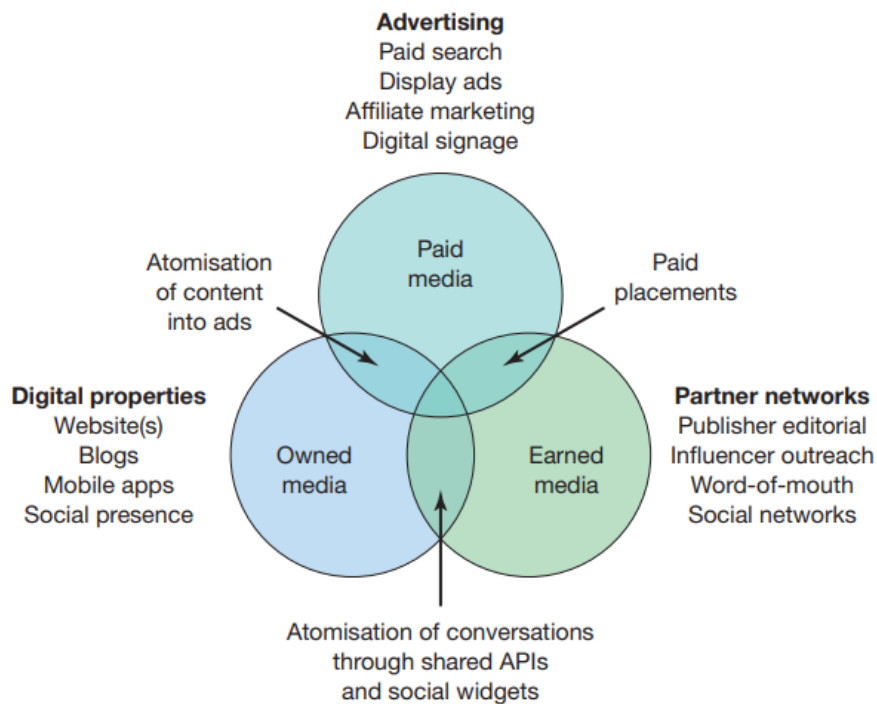 Advertising
Paid search
Display ads
Affiliate marketing
Digital signage
Paid
media
Atomisation
of content
into ads
Paid
placements
Digital properties
Website(s)
Blogs
Mobile apps
Social presence
Owned
media
Earned
media
Partner networks
Publisher editorial
Influencer outreach
Word-of-mouth
Social networks
Atomisation of conversations
through shared APIs
and social widgets